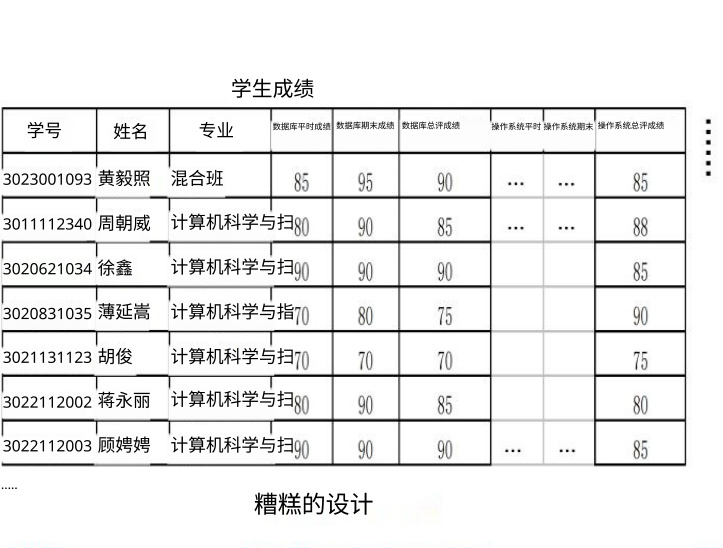 学生成绩
学号 姓名 专业 数据库平时成绩 数据库期末成绩 数据库总评成绩 操作系统平时 操作系统期末 操作系统总评成绩
3023001093 黄毅照 混合班 85 95 90 ... ... 85
3011112340 周朝威 计算机科学与扫 80 90 85 ... ... 88
3020621034 徐鑫 计算机科学与扫 90 90 90 85
3020831035 薄延嵩 计算机科学与指 70 80 75 90
3021131123 胡俊 计算机科学与扫 70 70 70 75
3022112002 蒋永丽 计算机科学与扫 80 90 85 80
3022112003 顾娉娉 计算机科学与扫 90 90 90 ... ... 85
.....
糟糕的设计